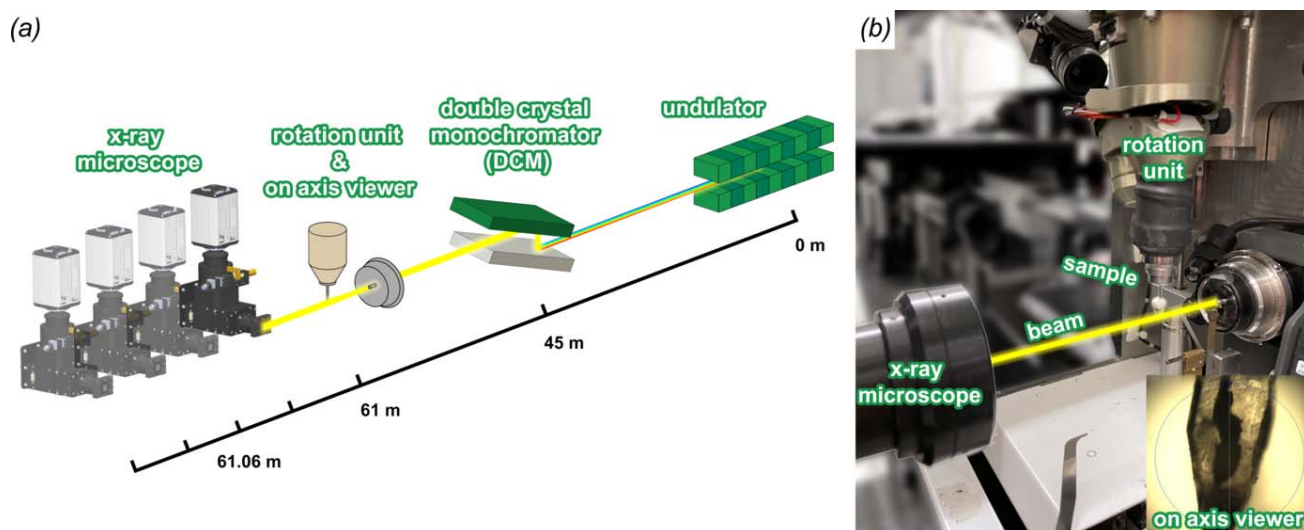 (a)
x-ray
microscope
rotation unit
&
on axis viewer
double crystal
monochromator
(DCM)
undulator
0 m
45 m
61 m
61.06 m
(b)
rotation
unit
sample
beam
x-ray
microscope
on axis viewer